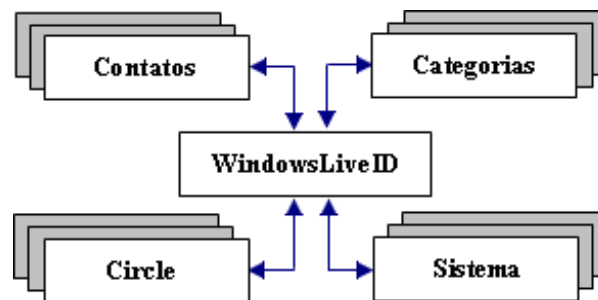 Contatos
Categorias
WindowsLiveID
Circle
Sistema